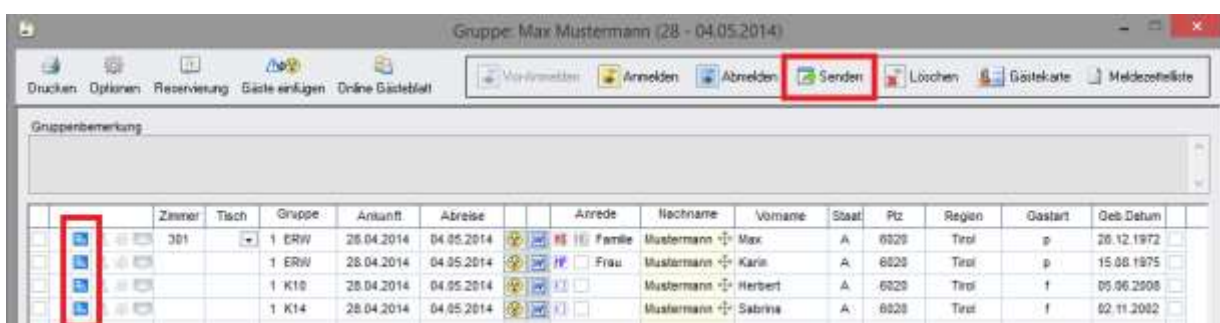 Gruppe: Max Mustermann (28 - 04.05.2014)
Drucken Optionen Reservierung Gäste einfügen Online Gästeblatt Vor-Anmelden Anmelden Abmelden Senden Löschen Gästekarte Meldezettelliste
Gruppenbemerkung
Zimmer Tisch Gruppe Ankunft Abreise Anrede Nachname Vorname Staat Plz Region Gastart Geb.Datum
301 1 ERW 28.04.2014 04.05.2014 Familie Mustermann Max A 6020 Tirol p 26.12.1972
1 ERW 28.04.2014 04.05.2014 Frau Mustermann Karin A 6020 Tirol p 15.08.1975
1 K10 28.04.2014 04.05.2014 Mustermann Herbert A 6020 Tirol f 05.06.2008
1 K14 28.04.2014 04.05.2014 Mustermann Sabrina A 6020 Tirol f 02.11.2002